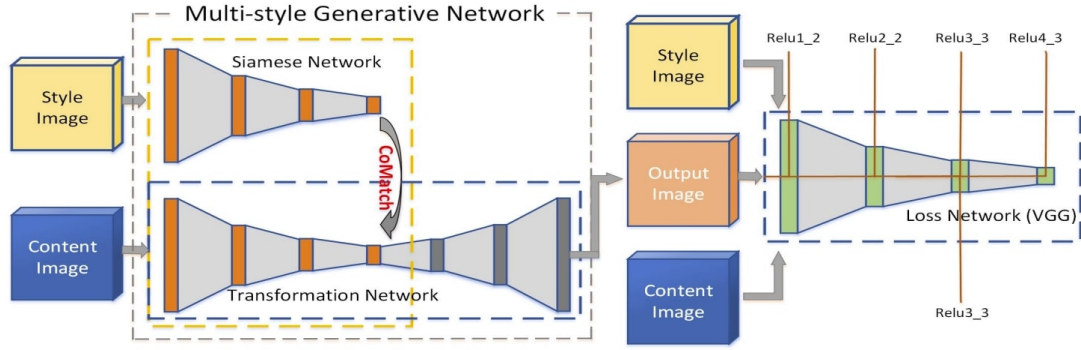 Multi-style Generative Network
Style
Image
Siamese Network
CoMatch
Content
Image
Transformation Network
Style
Image
Output
Image
Content
Image
Relu1_2
Relu2_2
Relu3_3
Relu4_3
Loss Network (VGG)
Relu3_3